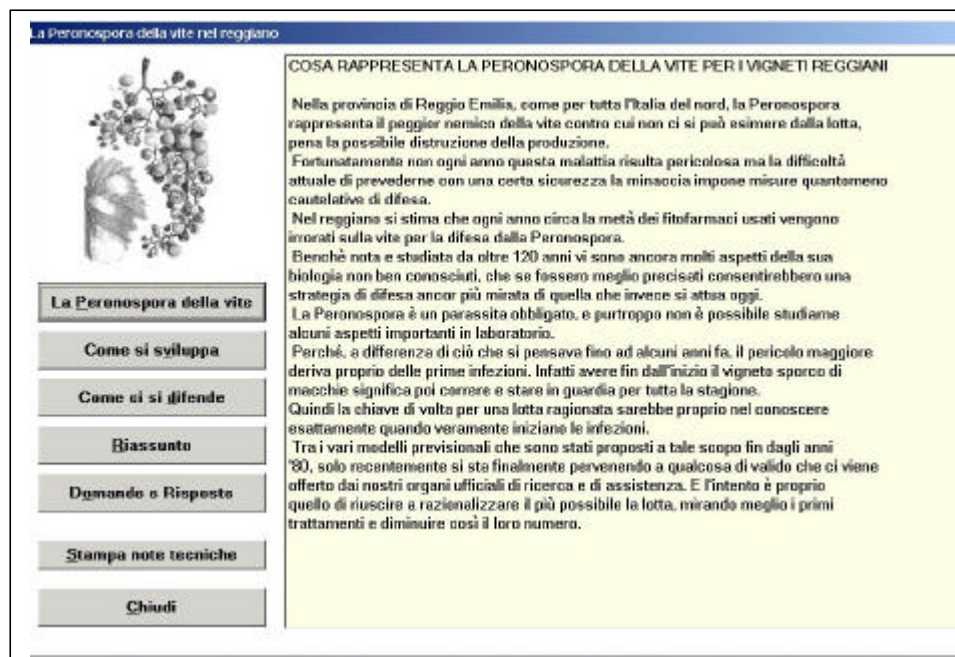 La Peronospora della vite nel reggiano
La Peronospora della vite
Come si sviluppa
Come ci si difende
Riassunto
Domande e Risposte
Stampa note tecniche
Chiudi
COSA RAPPRESENTA LA PERONOSPORA DELLA VITE PER I VIGNETI REGGIANI
Nella provincia di Reggio Emilia, come per tutta l'Italia del nord, la Peronospora
rappresenta il peggior nemico della vite contro cui non ci si può esimere dalla lotta,
pena la possibile distruzione della produzione.
Fortunatamente non ogni anno questa malattia risulta pericolosa ma la difficoltà
attuale di prevederne con una certa sicurezza la minaccia impone misure quantomeno
cautelative di difesa.
Nel reggiano si stima che ogni anno circa la metà dei fitofarmaci usati vengono
irrorati sulla vite per la difesa dalla Peronospora.
Benchè nota e studiata da oltre 120 anni vi sono ancora molti aspetti della sua
biologia non ben conosciuti, che se fossero meglio precisati consentirebbero una
strategia di difesa ancor più mirata di quella che invece si attua oggi.
La Peronospora è un parassita obbligato, e purtroppo non è possibile studiarne
alcuni aspetti importanti in laboratorio.
Perché, a differenza di ciò che si pensava fino ad alcuni anni fa, il pericolo maggiore
deriva proprio delle prime infezioni. Infatti avere fin dall'inizio il vigneto sporco di
macchie significa poi correre e stare in guardia per tutta la stagione.
Quindi la chiave di volta per una lotta ragionata sarebbe proprio nel conoscere
esattamente quando veramente iniziano le infezioni.
Tra i vari modelli previsionali che sono stati proposti a tale scopo fin dagli anni
'80, solo recentemente si sta finalmente pervenendo a qualcosa di valido che ci viene
offerto dai nostri organi ufficiali di ricerca e di assistenza. E l'intento è proprio
quello di riuscire a razionalizzare il più possibile la lotta, mirando meglio i primi
trattamenti e diminuire così il loro numero.